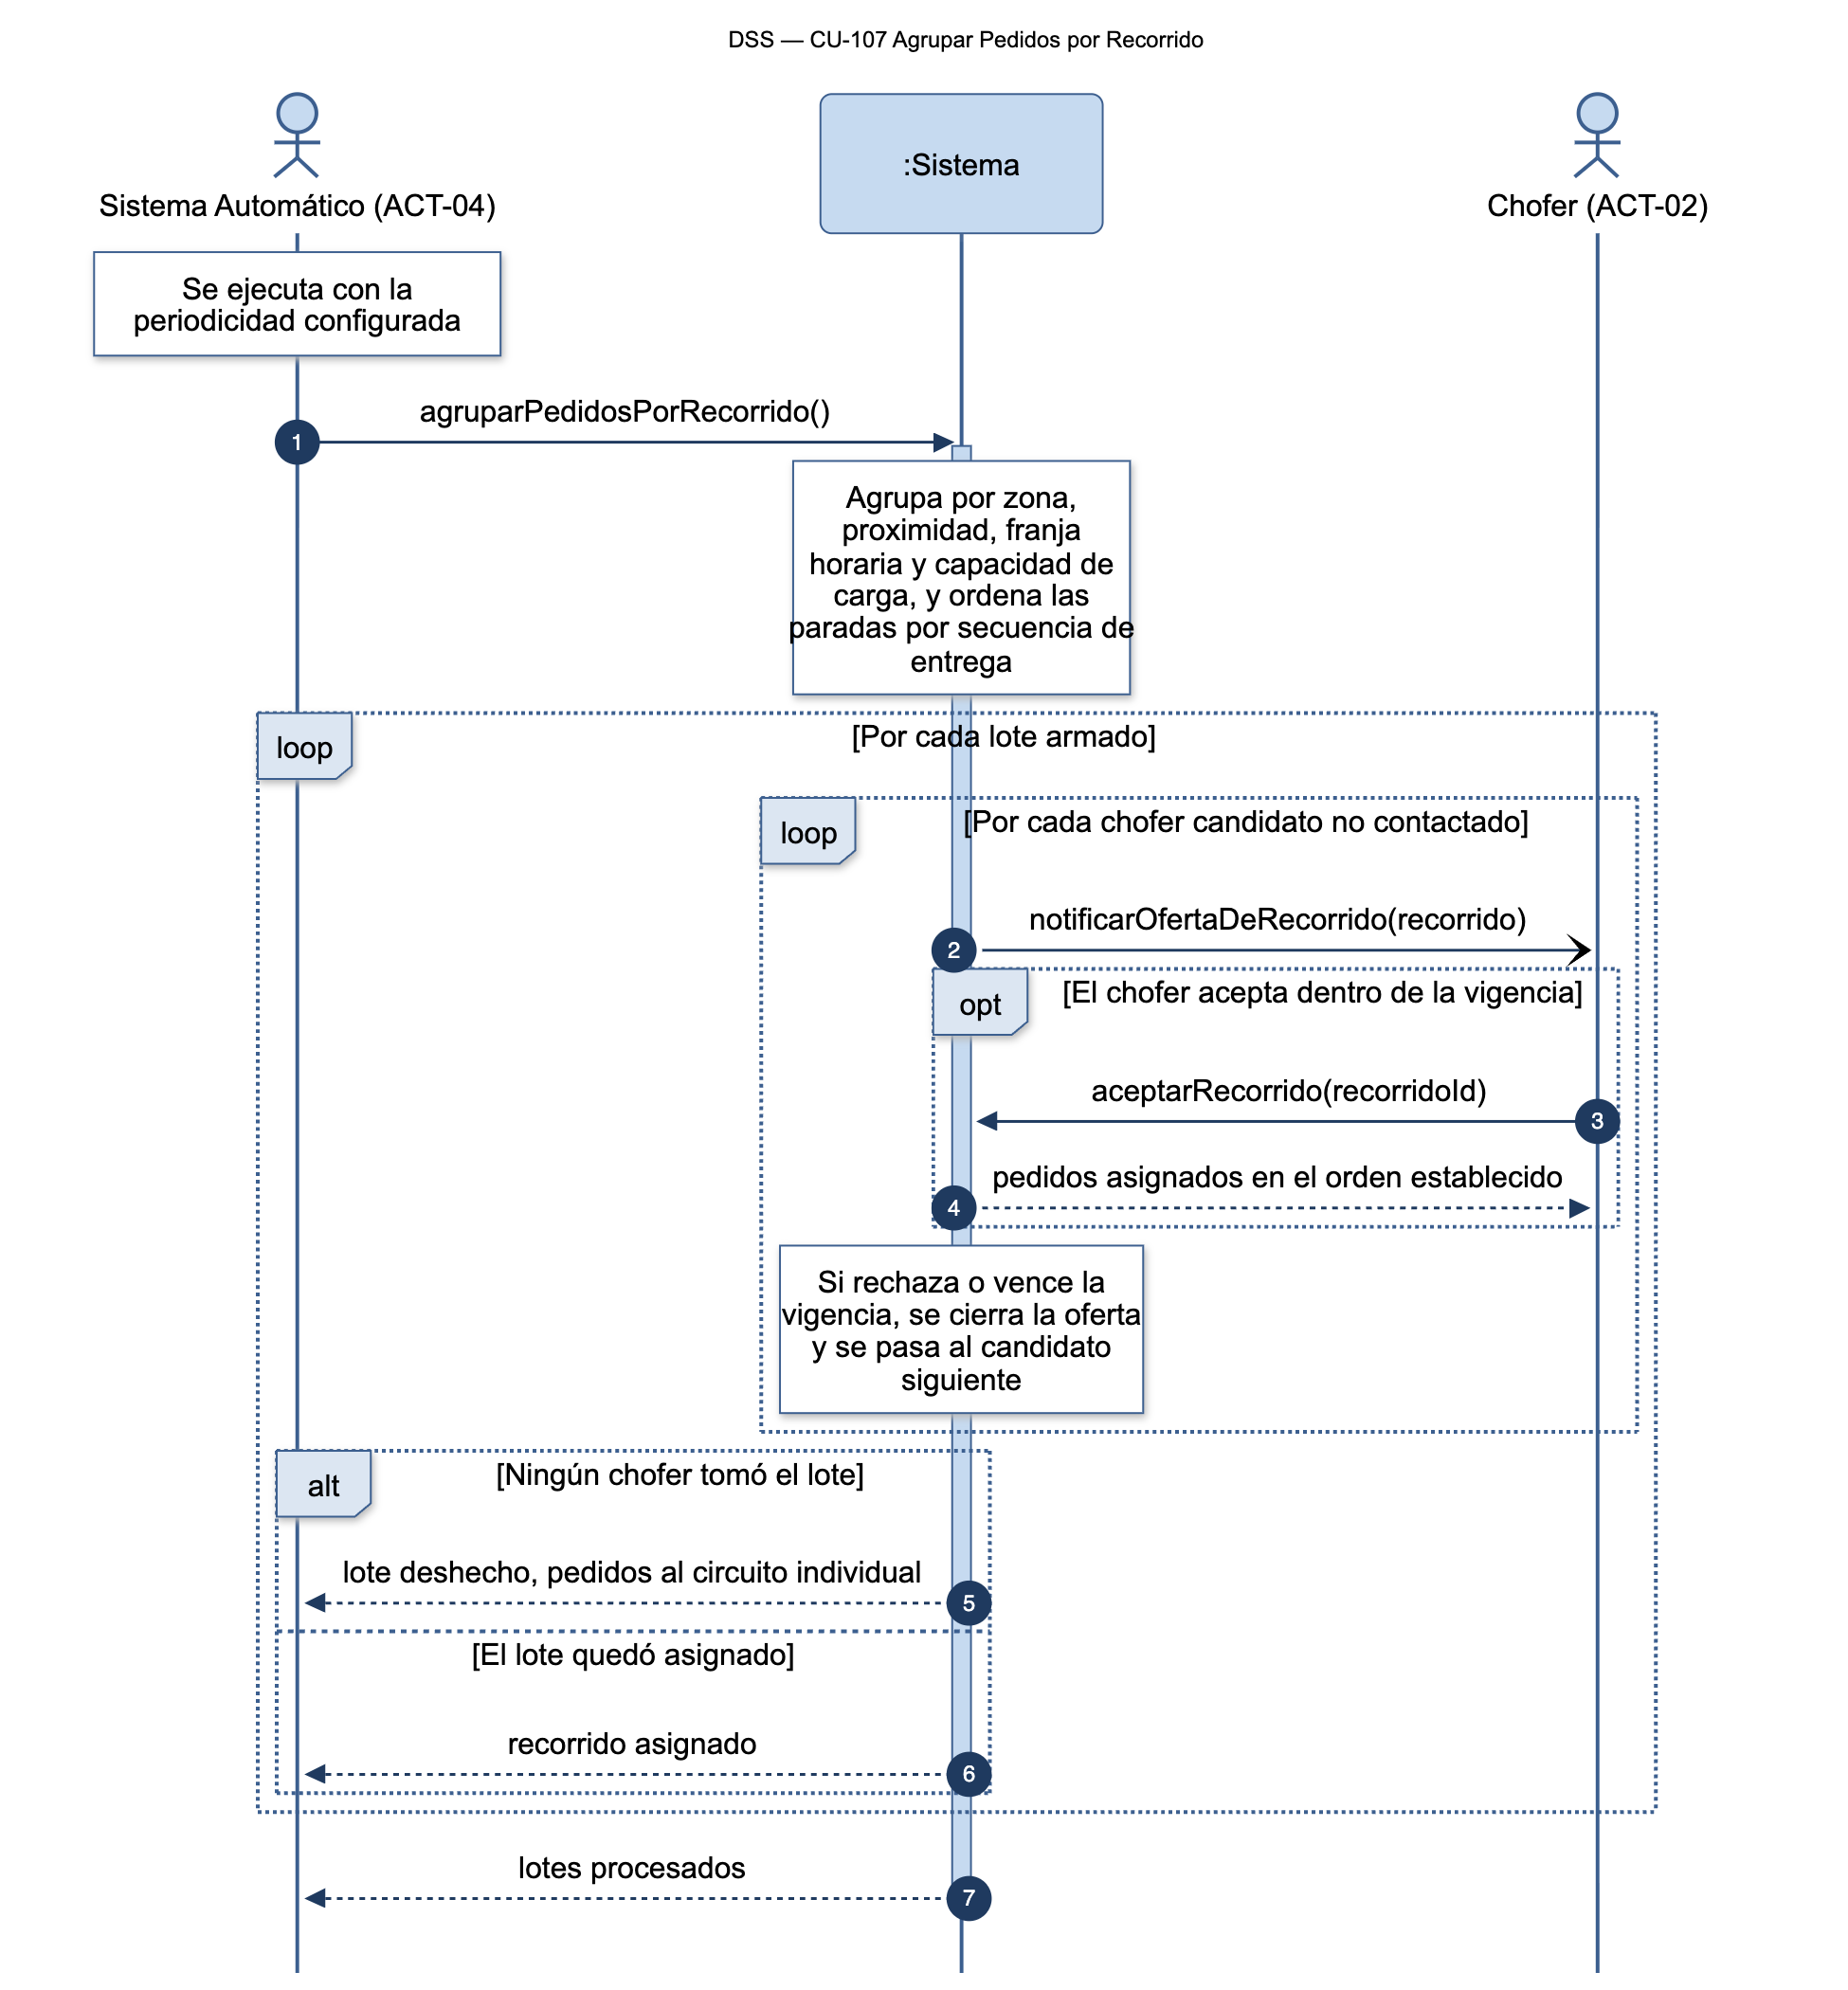 DSS — CU-107 Agrupar Pedidos por Recorrido
Sistema Automático (ACT-04)
:Sistema
Chofer (ACT-02)
Se ejecuta con la
periodicidad configurada
agruparPedidosPorRecorrido()
1
Agrupa por zona,
proximidad, franja
horaria y capacidad de
carga, y ordena las
paradas por secuencia de
entrega
loop
[Por cada lote armado]
loop
[Por cada chofer candidato no contactado]
notificarOfertaDeRecorrido(recorrido)
2
opt
[El chofer acepta dentro de la vigencia]
aceptarRecorrido(recorridoId)
3
pedidos asignados en el orden establecido
4
Si rechaza o vence la
vigencia, se cierra la oferta
y se pasa al candidato
siguiente
alt
[Ningún chofer tomó el lote]
lote deshecho, pedidos al circuito individual
5
[El lote quedó asignado]
recorrido asignado
6
lotes procesados
7